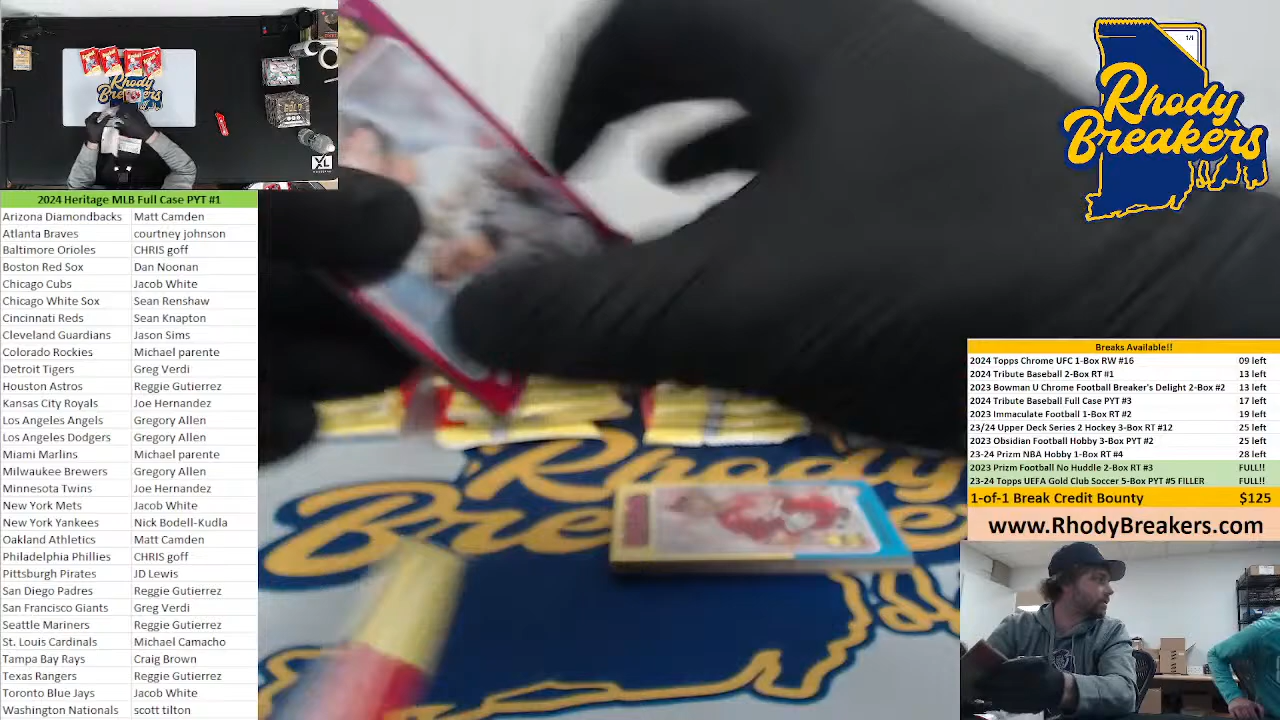 2024 Heritage MLB Full Case PYT #1
Arizona Diamondbacks Matt Camden
Atlanta Braves courtney johnson
Baltimore Orioles CHRIS goff
Boston Red Sox Dan Noonan
Chicago Cubs Jacob White
Chicago White Sox Sean Renshaw
Cincinnati Reds Sean Knapton
Cleveland Guardians Jason Sims
Colorado Rockies Michael parente
Detroit Tigers Greg Verdi
Houston Astros Reggie Gutierrez
Kansas City Royals Joe Hernandez
Los Angeles Angels Gregory Allen
Los Angeles Dodgers Gregory Allen
Miami Marlins Michael parente
Milwaukee Brewers Gregory Allen
Minnesota Twins Joe Hernandez
New York Mets Jacob White
New York Yankees Nick Bodell-Kudla
Oakland Athletics Matt Camden
Philadelphia Phillies CHRIS goff
Pittsburgh Pirates JD Lewis
San Diego Padres Reggie Gutierrez
San Francisco Giants Greg Verdi
Seattle Mariners Reggie Gutierrez
St. Louis Cardinals Michael Camacho
Tampa Bay Rays Craig Brown
Texas Rangers Reggie Gutierrez
Toronto Blue Jays Jacob White
Washington Nationals scott tilton
Rhody
Breakers
XL
Rhody
Breakers
1/1
Rhody
Breakers
Breaks Available!!
2024 Topps Chrome UFC 1-Box RW #16 09 left
2024 Tribute Baseball 2-Box RT #1 13 left
2023 Bowman U Chrome Football Breaker's Delight 2-Box #2 13 left
2024 Tribute Baseball Full Case PYT #3 17 left
2023 Immaculate Football 1-Box RT #2 19 left
23/24 Upper Deck Series 2 Hockey 3-Box RT #12 25 left
2023 Obsidian Football Hobby 3-Box PYT #2 25 left
23-24 Prizm NBA Hobby 1-Box RT #4 28 left
2023 Prizm Football No Huddle 2-Box RT #3 FULL!!
23-24 Topps UEFA Gold Club Soccer 5-Box PYT #5 FILLER FULL!!
1-of-1 Break Credit Bounty $125
www.RhodyBreakers.com